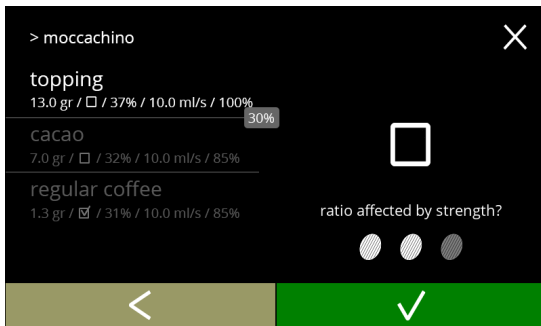 > moccachino
topping
13.0 gr / ☐ / 37% / 10.0 ml/s / 100%
30%
cacao
7.0 gr / ☐ / 32% / 10.0 ml/s / 85%
regular coffee
1.3 gr / ☑ / 31% / 10.0 ml/s / 85%
ratio affected by strength?